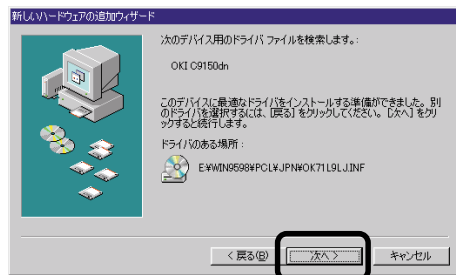 新しいハードウェアの追加ウィザード
次のデバイス用のドライバ ファイルを検索します。:
OKI C9150dn
このデバイスに最適なドライバをインストールする準備ができました。別
のドライバを選択するには、[戻る] をクリックしてください。[次へ] をクリ
ックすると続行します。
ドライバのある場所:
E¥WIN9598¥PCL¥JPN¥OK71L9LJ.INF
< 戻る(B)
次へ >
キャンセル